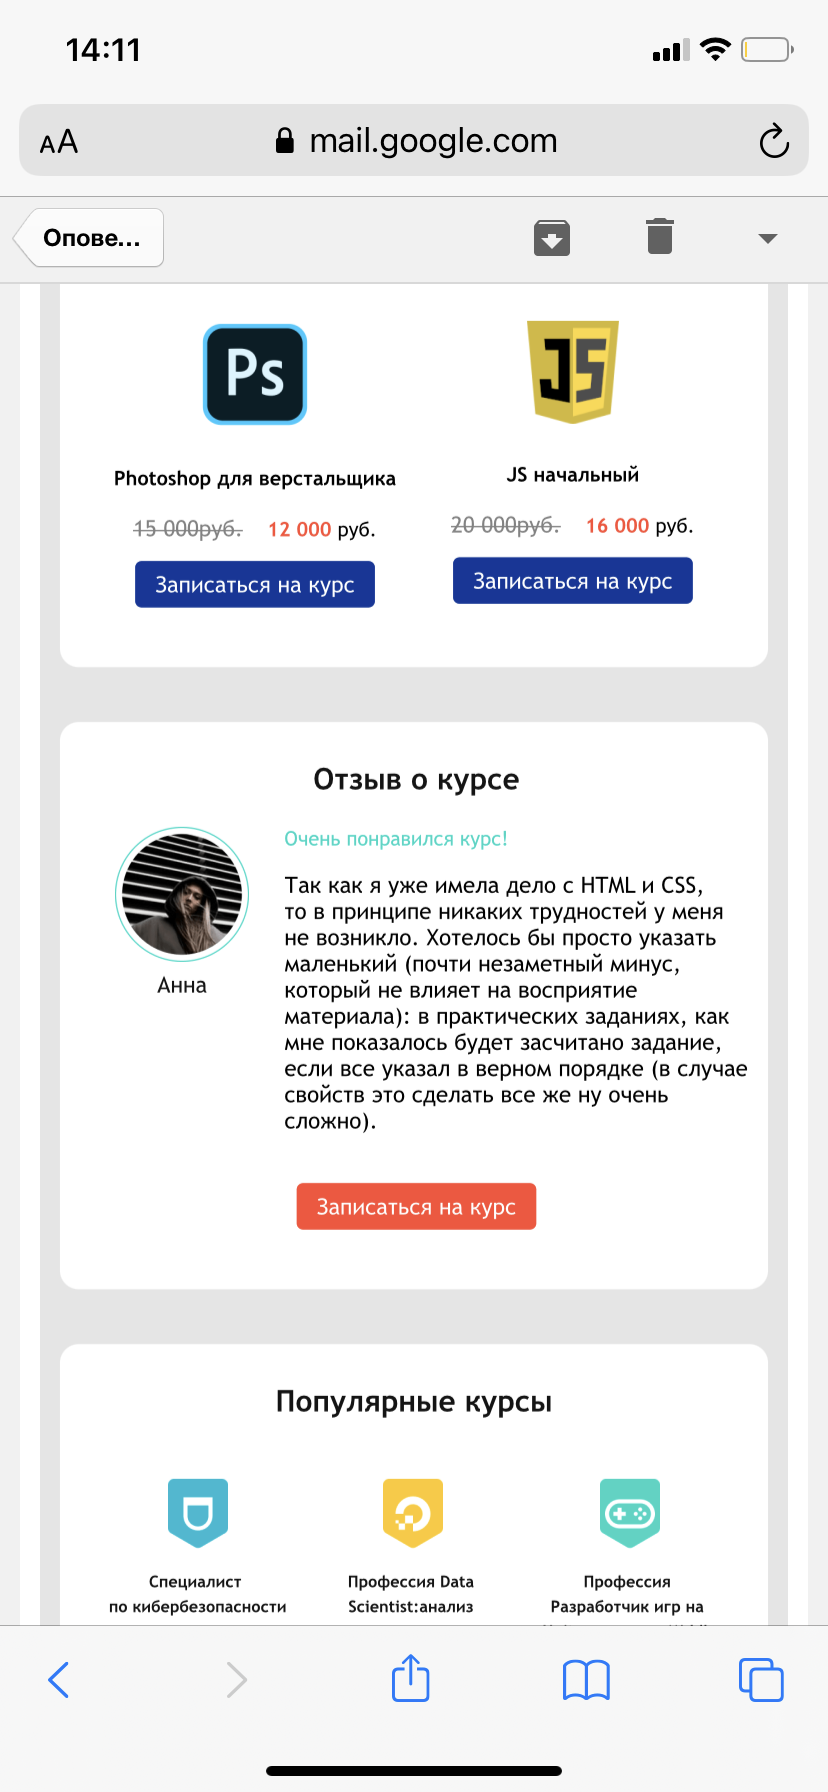 14:11
AA mail.google.com
Опове...
Ps
JS
Photoshop для верстальщика
JS начальный
15 000руб. 12 000 руб.
20 000руб. 16 000 руб.
Записаться на курс
Записаться на курс
Отзыв о курсе
Очень понравился курс!
Так как я уже имела дело с HTML и CSS,
то в принципе никаких трудностей у меня
не возникло. Хотелось бы просто указать
маленький (почти незаметный минус,
который не влияет на восприятие
материала): в практических заданиях, как
мне показалось будет засчитано задание,
если все указал в верном порядке (в случае
свойств это сделать все же ну очень
сложно).
Анна
Записаться на курс
Популярные курсы
Специалист
по кибербезопасности
Профессия Data
Scientist:анализ
Профессия
Разработчик игр на